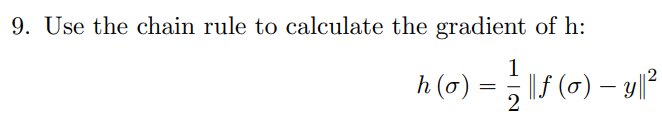 9. Use the chain rule to calculate the gradient of h:
h (σ) = 1/2 ‖f (σ) − y‖²